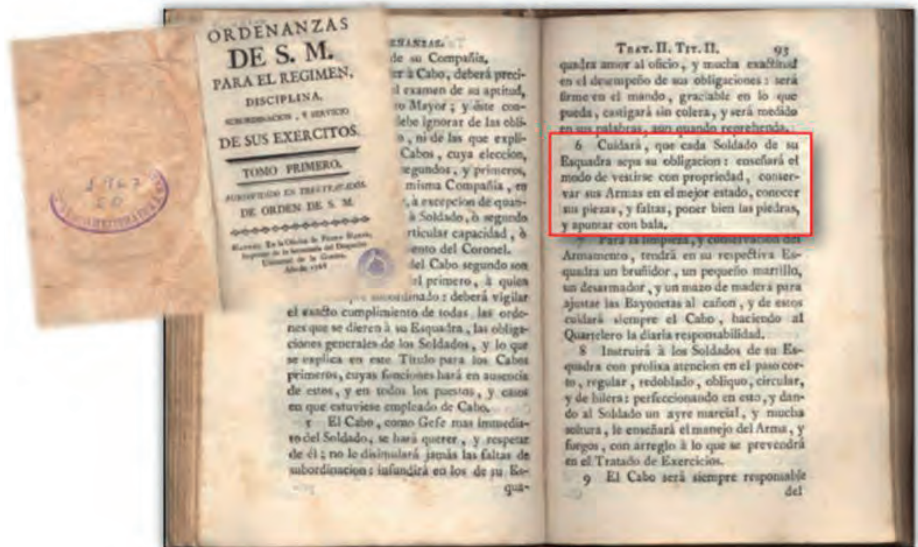 ORDENANZAS
DE S. M.
PARA EL REGIMEN,
DISCIPLINA,
SUBORDINACION, Y SERVICIO
DE SUS EXERCITOS.
TOMO PRIMERO.
DE ORDEN DE S. M.
de su Compañia,
à Cabo, deberá preci-
examen de su aptitud,
Mayor; y éste con-
debe ignorar de las obli-
, ni de las que expli-
Cabos, cuya eleccion,
segundos, y primeros,
misma Compañia, en
, à excepcion de quan-
à Soldado, ò segundo
rticular capacidad, ò
ento del Coronel.
del Cabo segundo son
el primero, à quien
subordinado: deberá vigilar
el exacto cumplimiento de todas las orde-
nes que se dieren à su Esquadra, las obliga-
ciones generales de los Soldados, y lo que
se explica en este Titulo para los Cabos
primeros, cuyas funciones hará en ausencia
de estos, y en todos los puestos, y casos
en que estuviese empleado de Cabo.
5 El Cabo, como Gefe mas immedia-
to del Soldado, se hará querer, y respetar
de él; no le disimulará jamás las faltas de
subordinacion: infundirá en los de su Es-
qua-
TRAT. II. TIT. II. 93
quadra amor al oficio, y mucha exactitud
en el desempeño de sus obligaciones: será
firme en el mando, graciable en lo que
pueda, castigará sin colera, y será medido
en sus palabras, aun quando reprehenda.
6 Cuidará, que cada Soldado de su
Esquadra sepa su obligacion: enseñará el
modo de vestirse con propriedad, conser-
var sus Armas en el mejor estado, conocer
sus piezas, y faltas, poner bien las piedras,
y apuntar con bala.
7 Para la limpieza, y conservacion del
Armamento, tendrá en su respectiva Es-
quadra un bruñidor, un pequeño martillo,
un desarmador, y un mazo de madera para
ajustar las Bayonetas al cañon, y de estos
cuidará siempre el Cabo, haciendo al
Quartelero la diaria responsabilidad.
8 Instruirá à los Soldados de su Es-
quadra con prolixa atencion en el paso cor-
to, regular, redoblado, obliquo, circular,
y de hilera: perfeccionando en esto, y dan-
do al Soldado un ayre marcial, y mucha
soltura, le enseñará el manejo del Arma, y
fuegos, con arreglo à lo que se prevendrá
en el Tratado de Exercicios.
9 El Cabo será siempre responsable
del